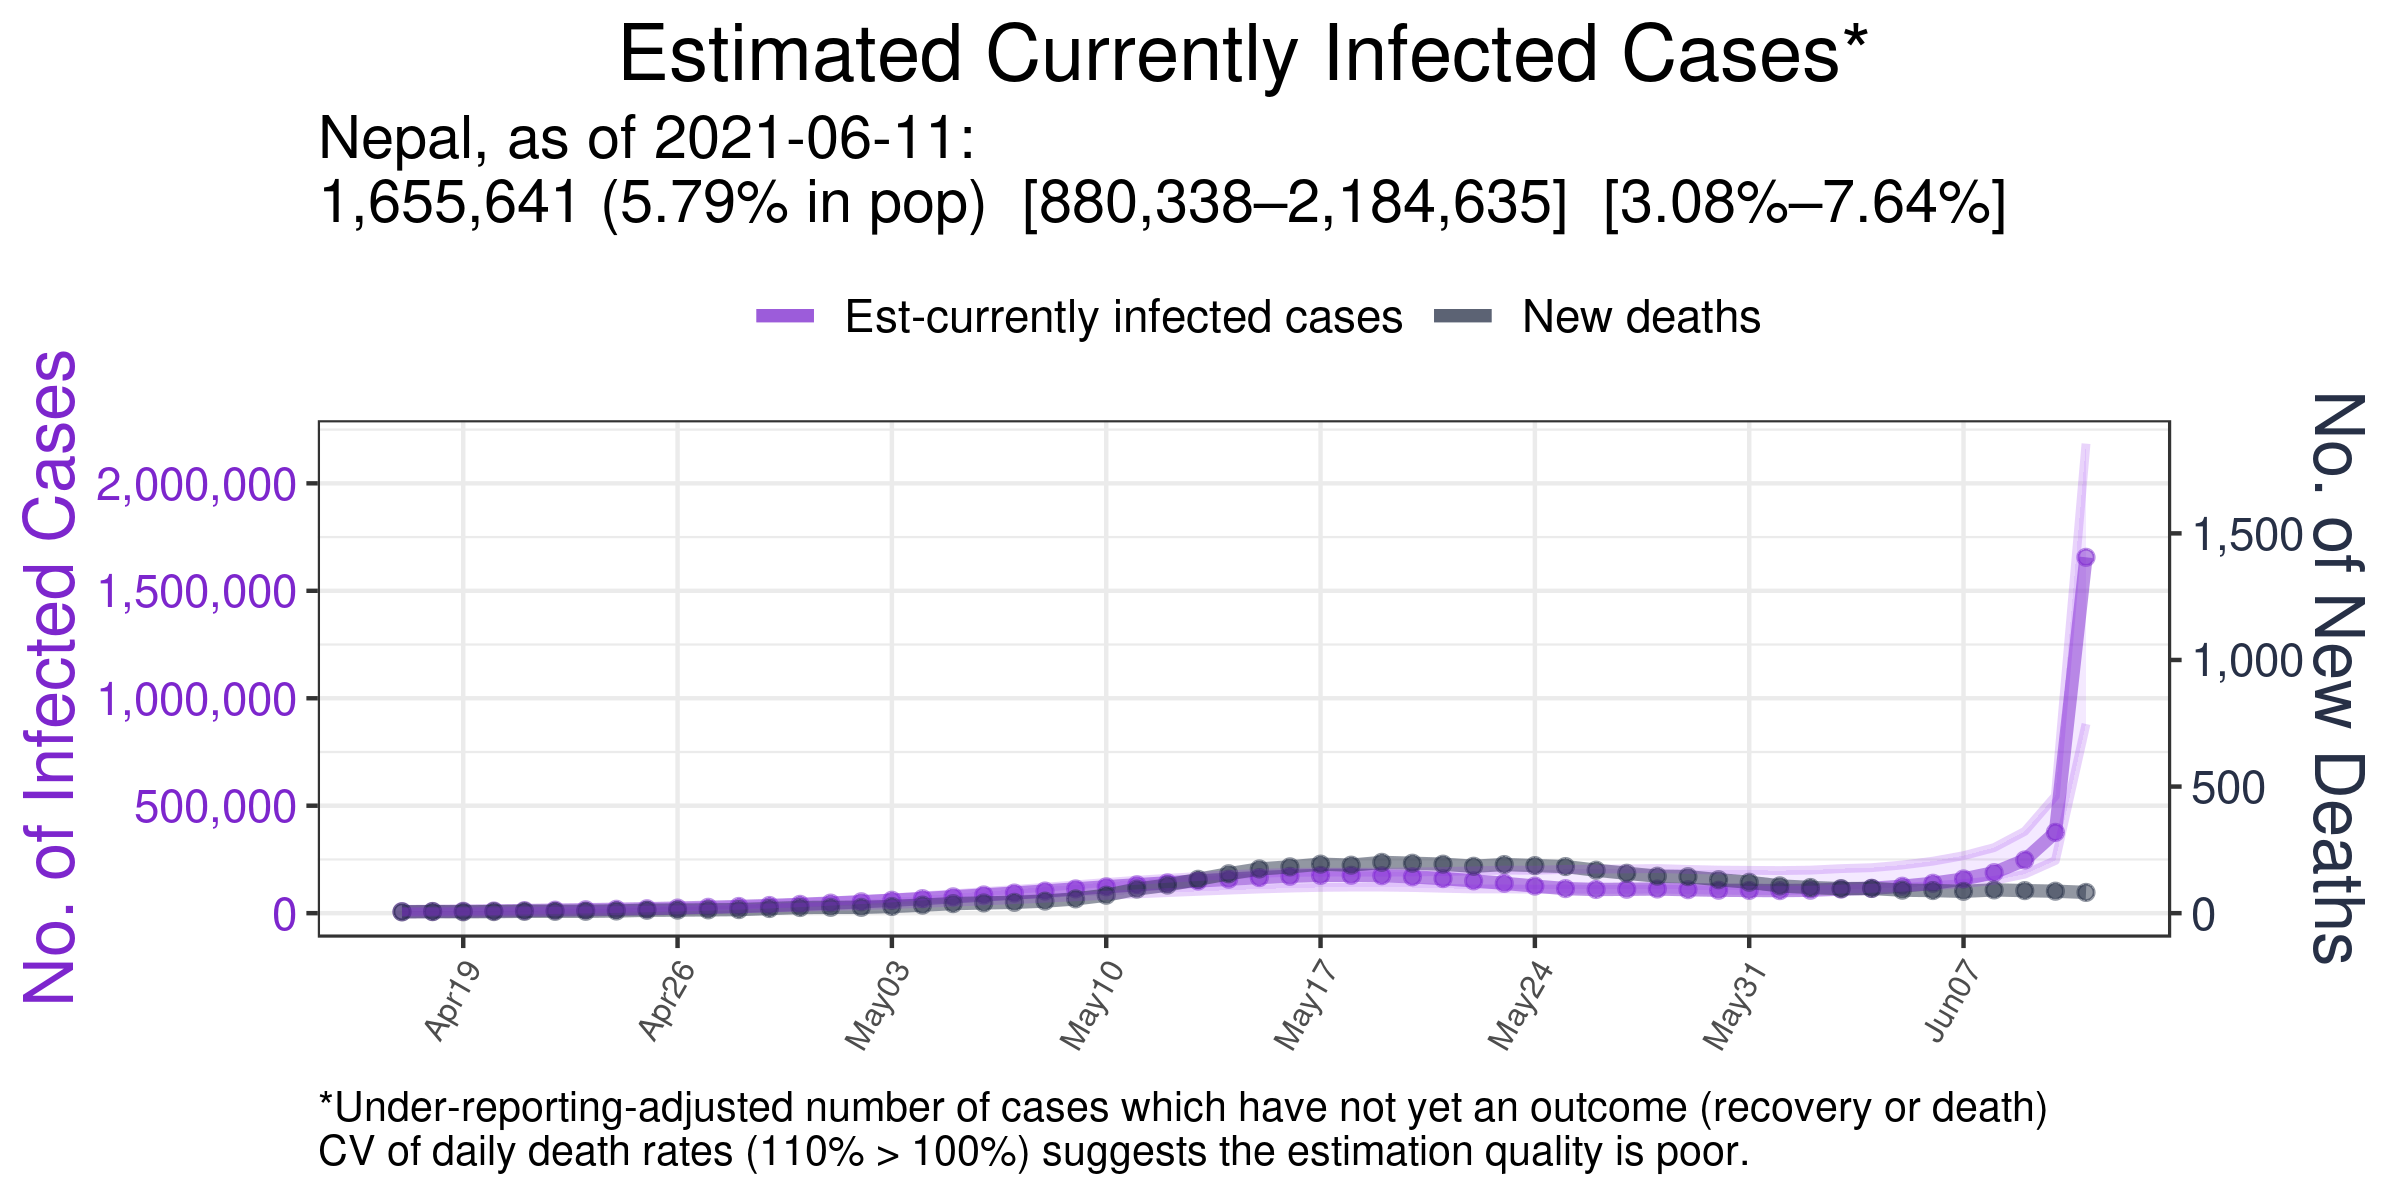 Estimated Currently Infected Cases*
Nepal, as of 2021-06-11:
1,655,641 (5.79% in pop) [880,338–2,184,635] [3.08%–7.64%]
Est-currently infected cases New deaths
No. of Infected Cases
2,000,000
1,500,000
1,000,000
500,000
0
1,500
1,000
500
0
No. of New Deaths
Apr19 Apr26 May03 May10 May17 May24 May31 Jun07
*Under-reporting-adjusted number of cases which have not yet an outcome (recovery or death)
CV of daily death rates (110% > 100%) suggests the estimation quality is poor.